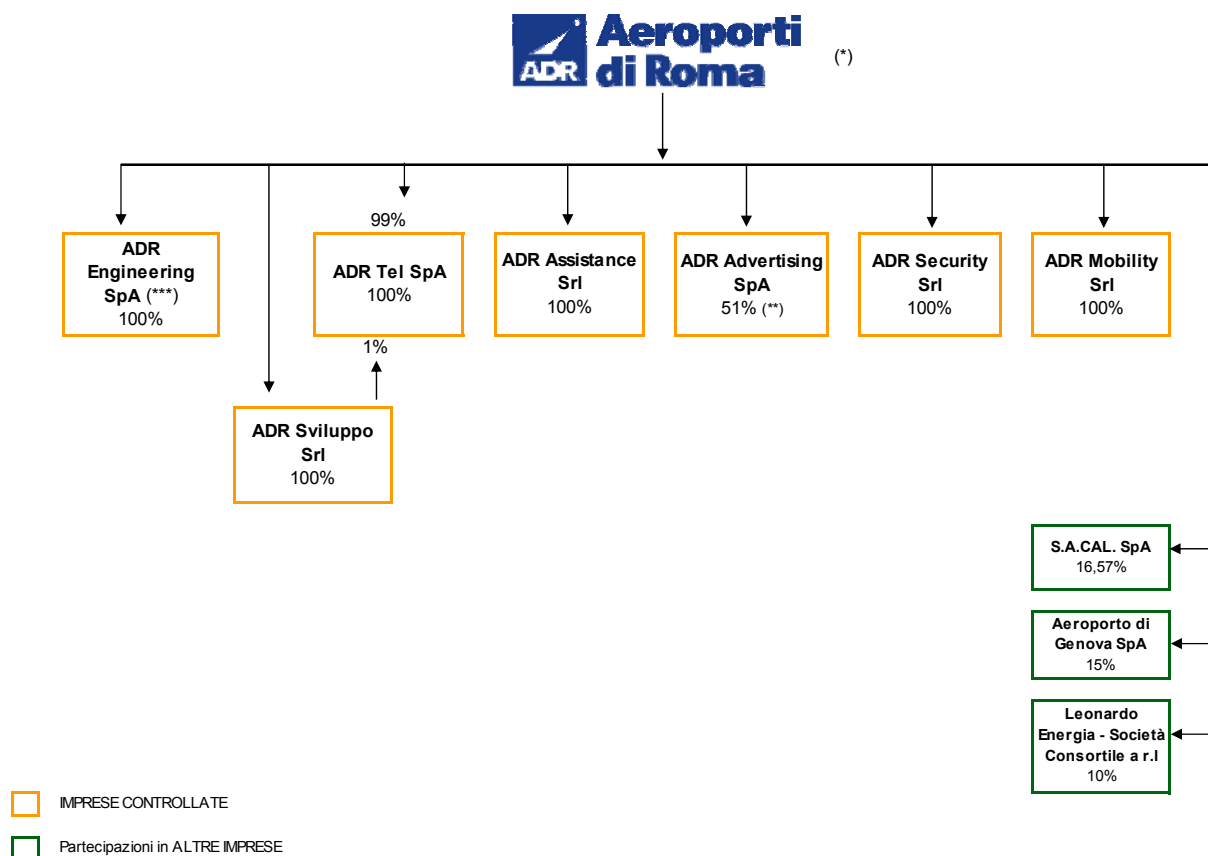 ADR
Aeroporti
di Roma
(*)
99%
ADR
Engineering
SpA (***)
100%
ADR Tel SpA
100%
ADR Assistance
Srl
100%
ADR Advertising
SpA
51% (**)
ADR Security
Srl
100%
ADR Mobility
Srl
100%
1%
ADR Sviluppo
Srl
100%
S.A.CAL. SpA
16,57%
Aeroporto di
Genova SpA
15%
Leonardo
Energia - Società
Consortile a r.l
10%
IMPRESE CONTROLLATE
Partecipazioni in ALTRE IMPRESE